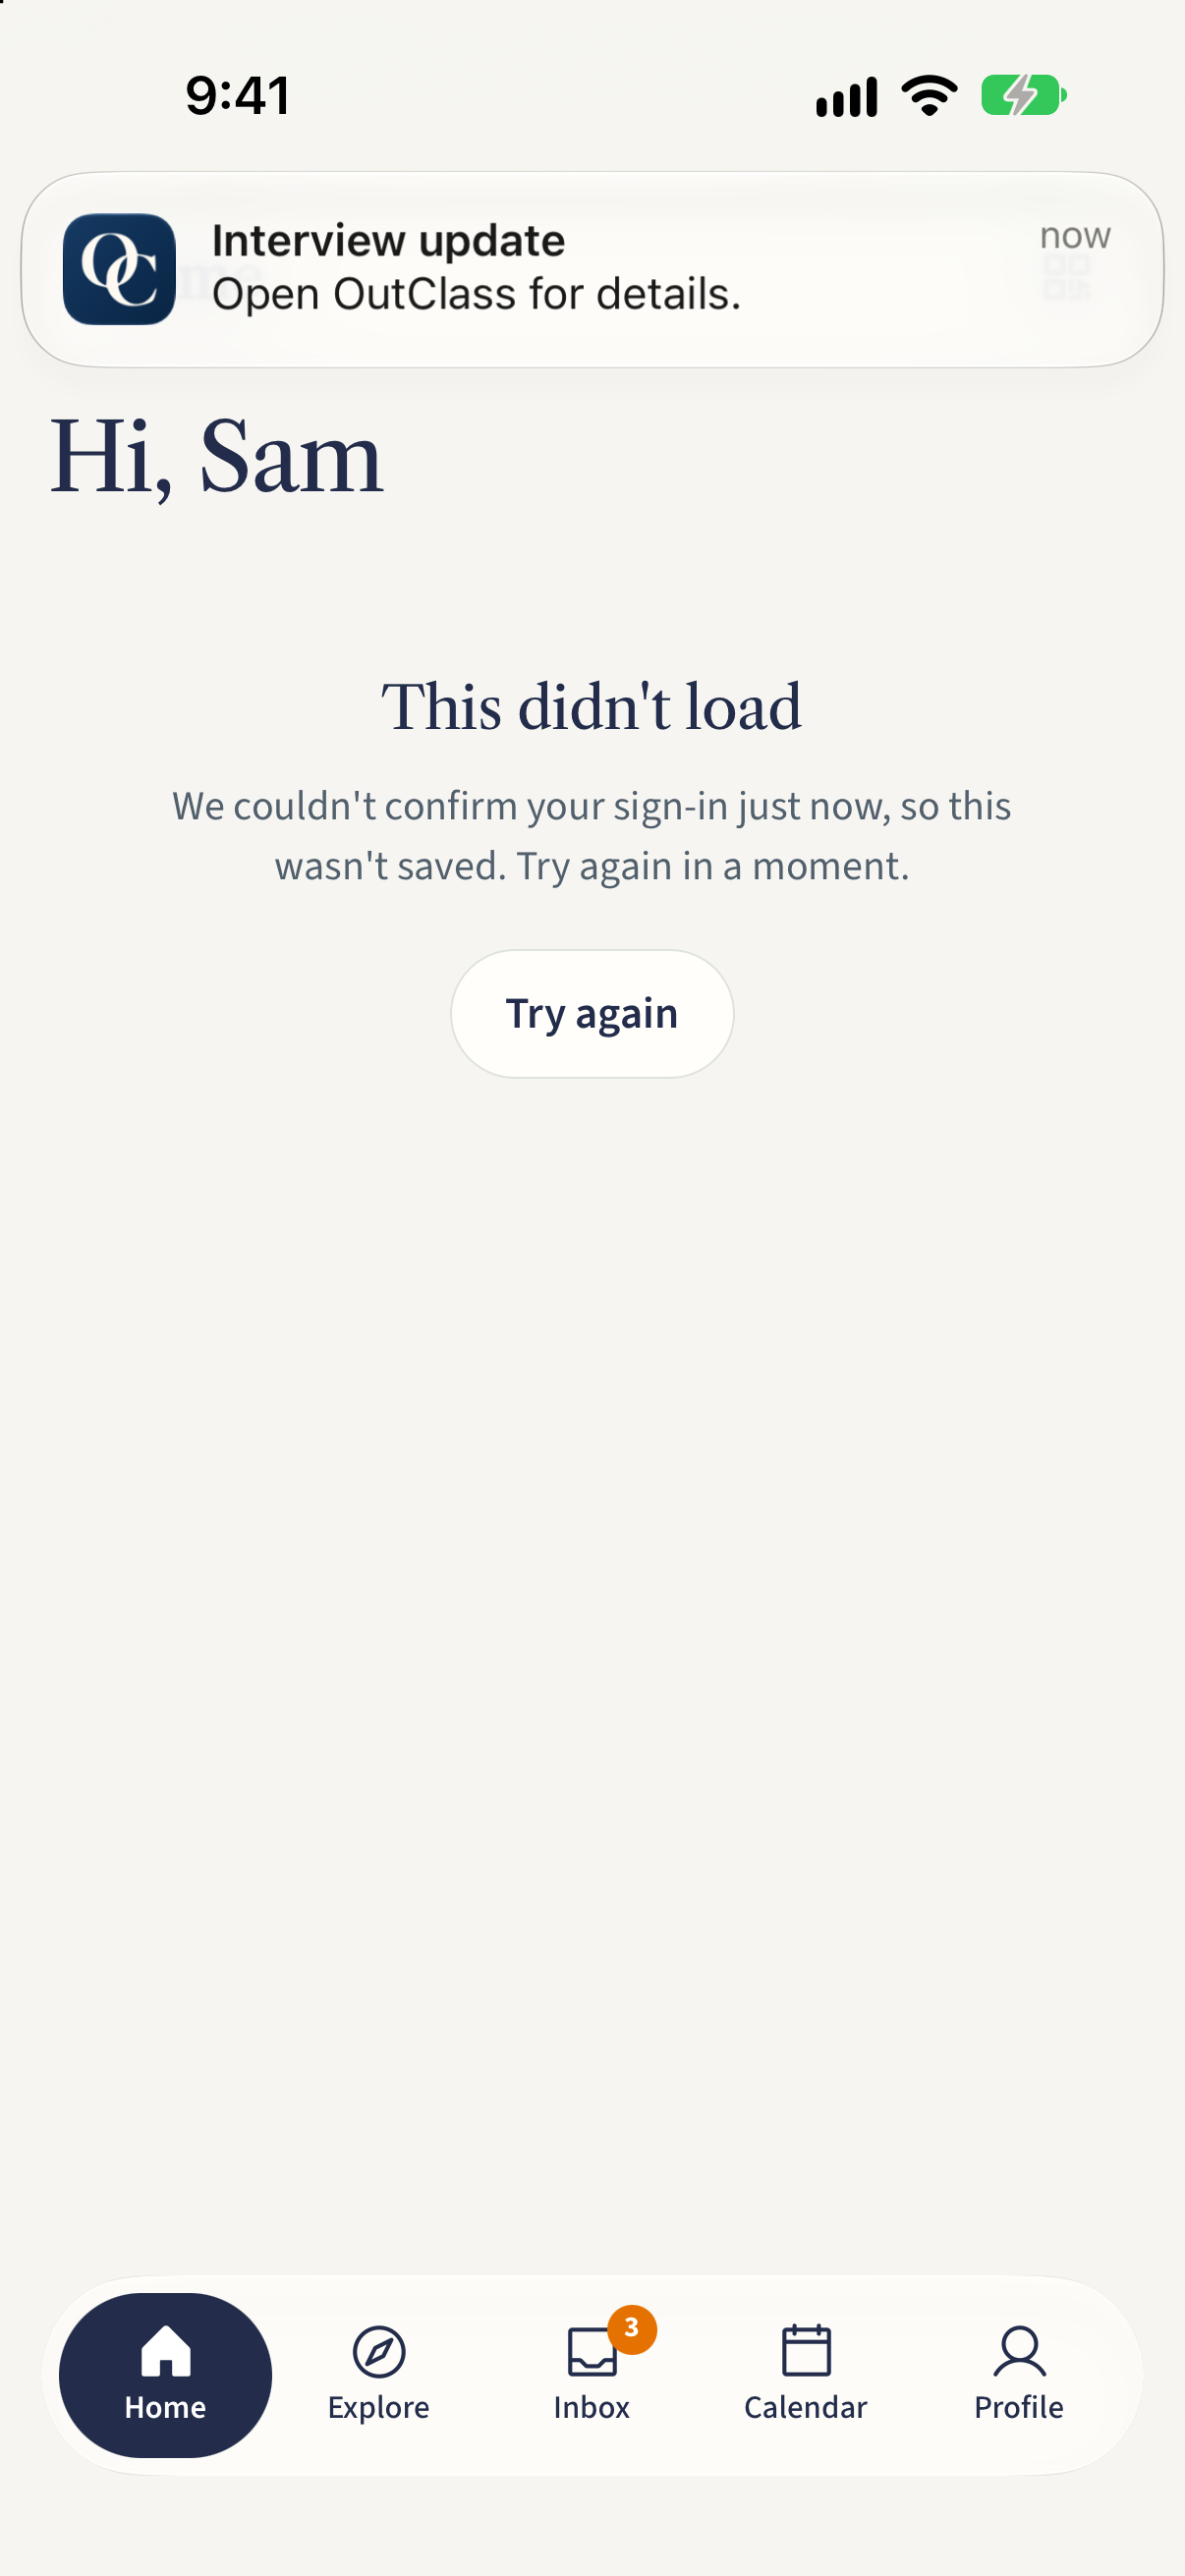 9:41
Interview update
now
Open OutClass for details.
Hi, Sam
This didn't load
We couldn't confirm your sign-in just now, so this
wasn't saved. Try again in a moment.
Try again
3
Home
Explore
Inbox
Calendar
Profile